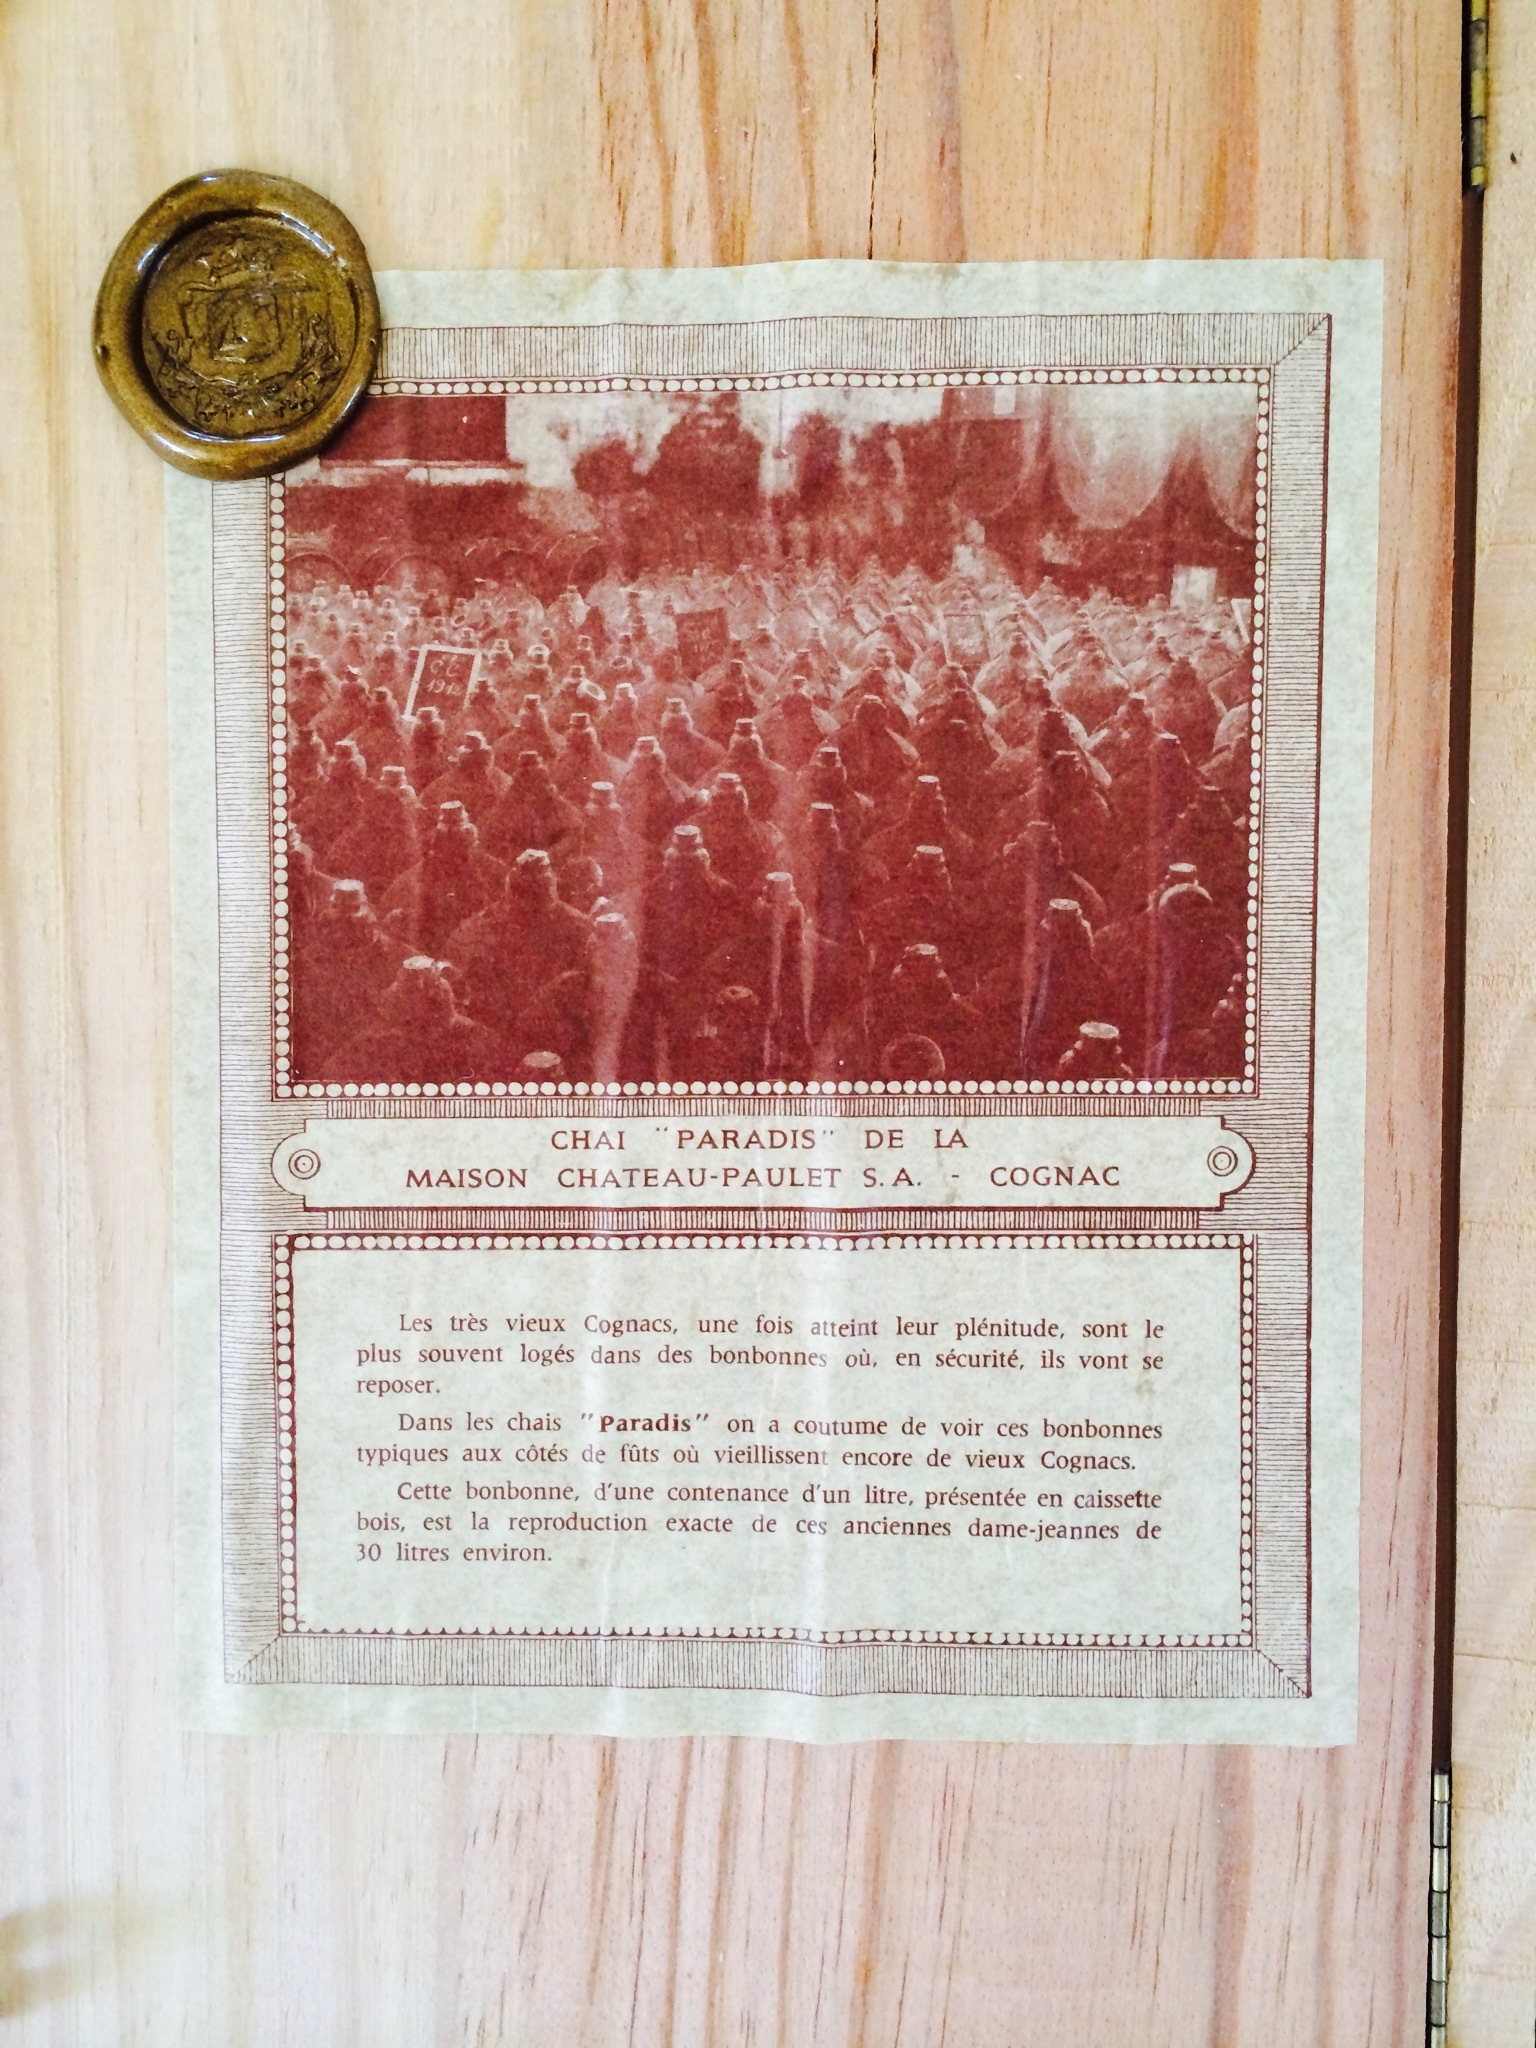 CHAI "PARADIS" DE LA
MAISON CHATEAU-PAULET S.A. - COGNAC
Les très vieux Cognacs, une fois atteint leur plénitude, sont le
plus souvent logés dans des bonbonnes où, en sécurité, ils vont se
reposer.
Dans les chais "Paradis" on a coutume de voir ces bonbonnes
typiques aux côtés de fûts où vieillissent encore de vieux Cognacs.
Cette bonbonne, d'une contenance d'un litre, présentée en caissette
bois, est la reproduction exacte de ces anciennes dame-jeannes de
30 litres environ.